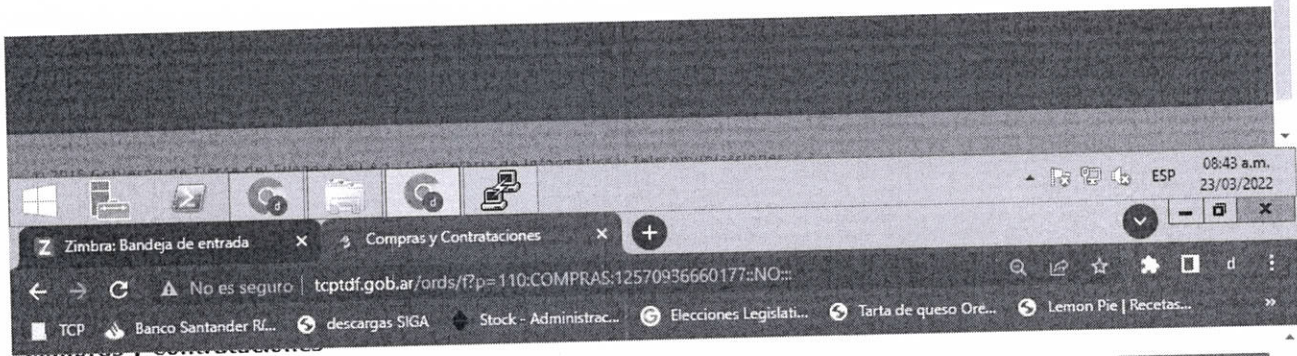 08:43 a.m.
ESP
23/03/2022
Zimbra: Bandeja de entrada
Compras y Contrataciones
No es seguro | tcptdf.gob.ar/ords/f?p=110:COMPRAS:12570936660177::NO:::
TCP
Banco Santander Rí...
descargas SIGA
Stock - Administrac...
Elecciones Legislati...
Tarta de queso Ore...
Lemon Pie | Recetas...